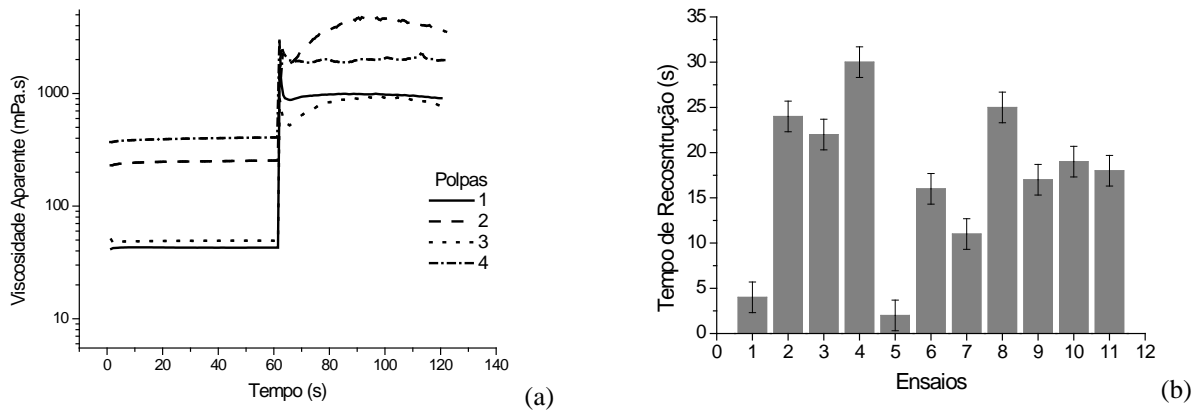 Viscosidade Aparente (mPa.s)
1000
100
10
Polpas
1
2
3
4
0 20 40 60 80 100 120 140
Tempo (s)
(a)
Tempo de Recosntrução (s)
35
30
25
20
15
10
5
0
0 1 2 3 4 5 6 7 8 9 10 11 12
Ensaios
(b)